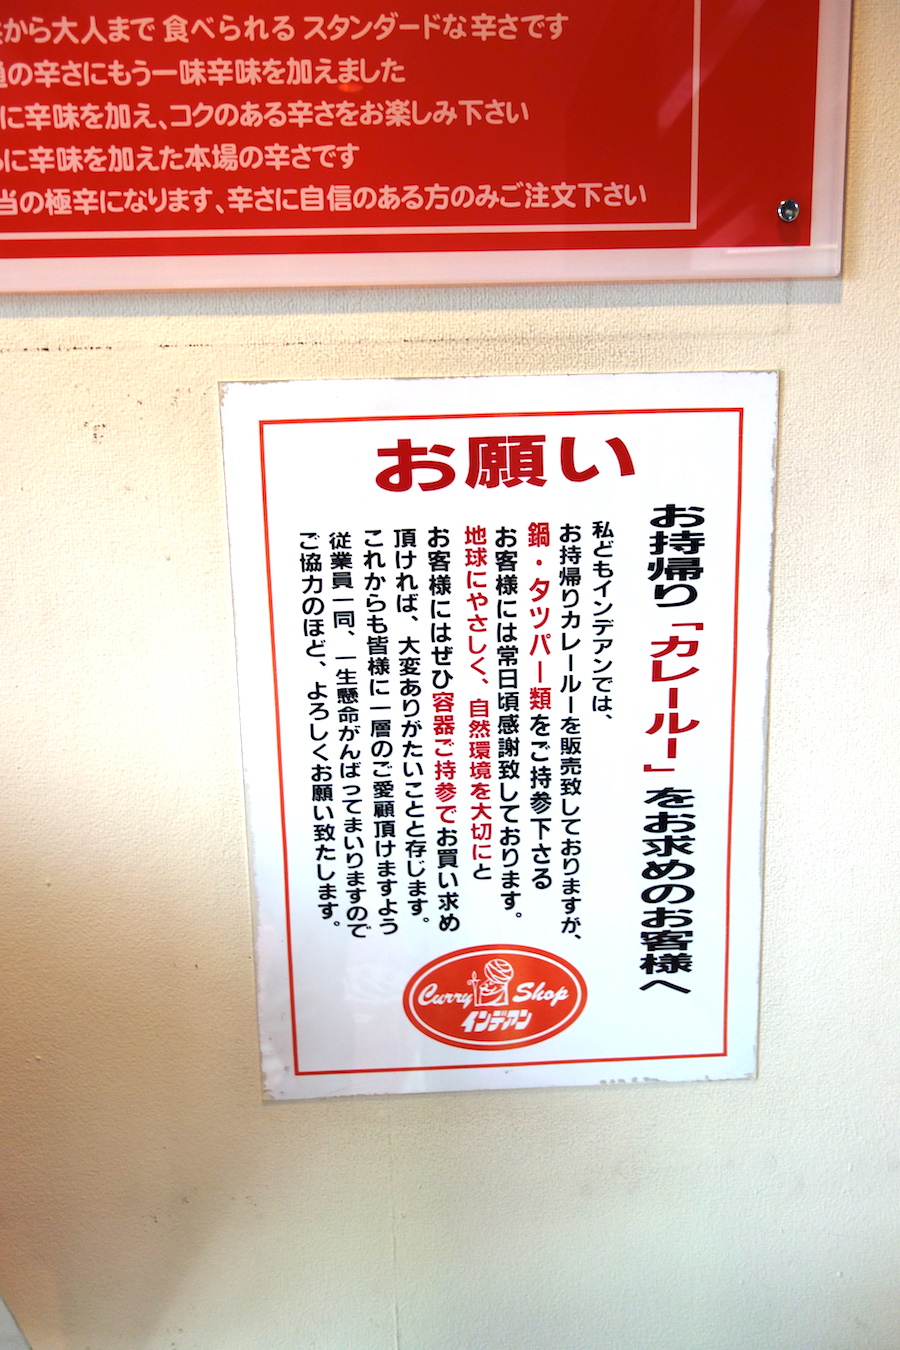 から大人まで 食べられる スタンダードな辛さです
の辛さにもう一味辛味を加えました
に辛味を加え、コクのある辛さをお楽しみ下さい
に辛味を加えた本場の辛さです
当の極辛になります、辛さに自信のある方のみご注文下さい
お願い
お持帰り「カレールー」をお求めのお客様へ
私どもインデアンでは、
お持帰りカレールーを販売致しておりますが、
鍋・タツパー類をご持参下さる
お客様には常日頃感謝致しております。
地球にやさしく、自然環境を大切にと
お客様にはぜひ容器ご持参でお買い求め
頂ければ、大変ありがたいことと存じます。
これからも皆様に一層のご愛顧頂けますよう
従業員一同、一生懸命がんばってまいりますので
ご協力のほど、よろしくお願い致たします。
Curry Shop
インデアン